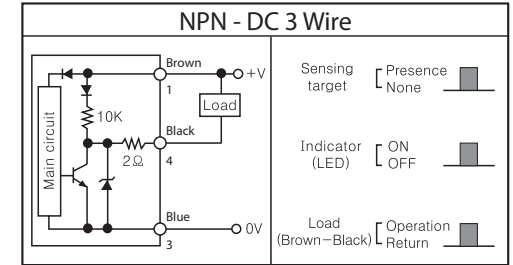 NPN - DC 3 Wire
Brown
+V
1
Load
10K
Black
2Ω
4
Main circuit
Blue
0V
3
Sensing target
Presence
None
Indicator (LED)
ON
OFF
Load (Brown-Black)
Operation
Return